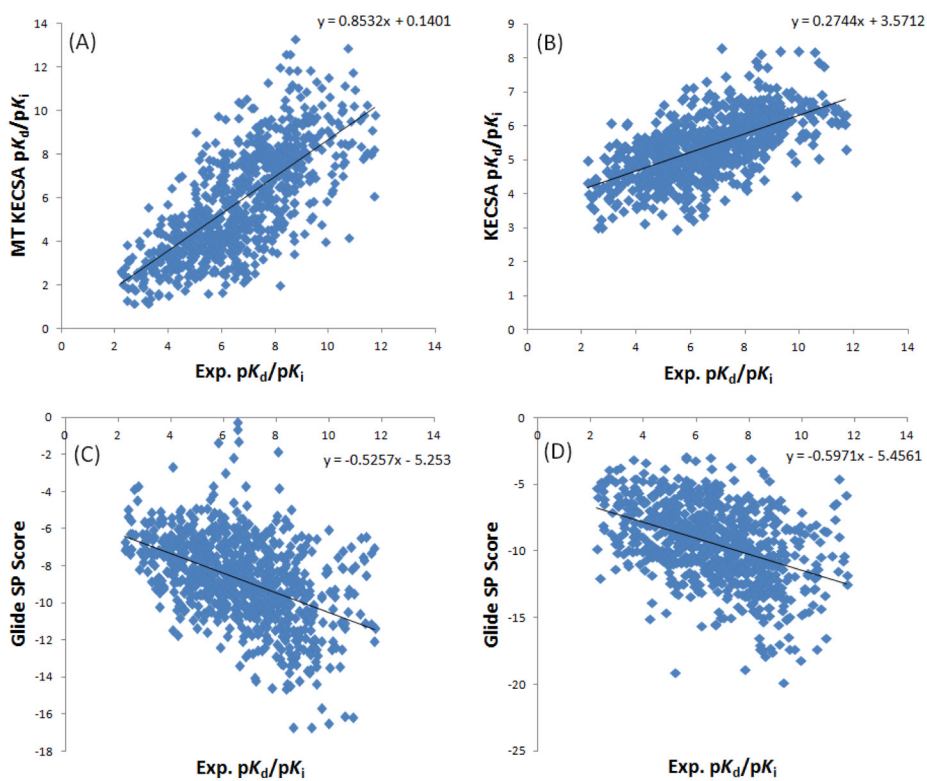 y = 0.8532x + 0.1401
(A)
MT KECSA pKd/pKi
14
12
10
8
6
4
2
0
0 2 4 6 8 10 12 14
Exp. pKd/pKi
y = 0.2744x + 3.5712
(B)
KECSA pKd/pKi
9
8
7
6
5
4
3
2
1
0
0 2 4 6 8 10 12 14
Exp. pKd/pKi
0 2 4 6 8 10 12 14
(C)
y = -0.5257x - 5.253
Glide SP Score
0
-2
-4
-6
-8
-10
-12
-14
-16
-18
Exp. pKd/pKi
0 2 4 6 8 10 12 14
(D)
y = -0.5971x - 5.4561
Glide SP Score
0
-5
-10
-15
-20
-25
Exp. pKd/pKi